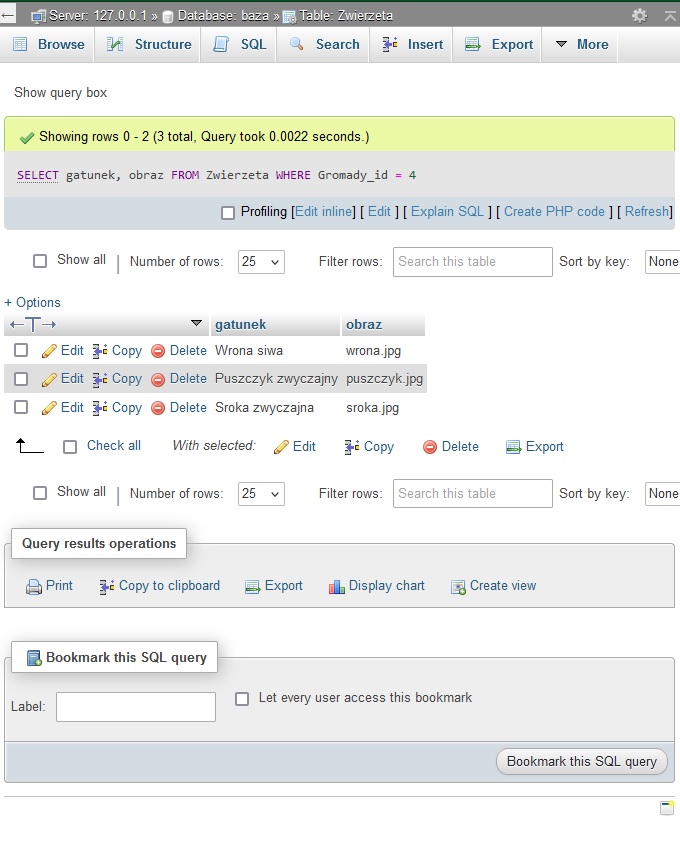 Server: 127.0.0.1 » Database: baza » Table: Zwierzeta
Browse Structure SQL Search Insert Export More
Show query box
Showing rows 0 - 2 (3 total, Query took 0.0022 seconds.)
SELECT gatunek, obraz FROM Zwierzeta WHERE Gromady_id = 4
Profiling [Edit inline] [ Edit ] [ Explain SQL ] [ Create PHP code ] [ Refresh]
Show all | Number of rows: 25 Filter rows: Search this table Sort by key: None
+ Options
←T→ gatunek obraz
Edit Copy Delete Wrona siwa wrona.jpg
Edit Copy Delete Puszczyk zwyczajny puszczyk.jpg
Edit Copy Delete Sroka zwyczajna sroka.jpg
Check all With selected: Edit Copy Delete Export
Show all | Number of rows: 25 Filter rows: Search this table Sort by key: None
Query results operations
Print Copy to clipboard Export Display chart Create view
Bookmark this SQL query
Label: Let every user access this bookmark
Bookmark this SQL query